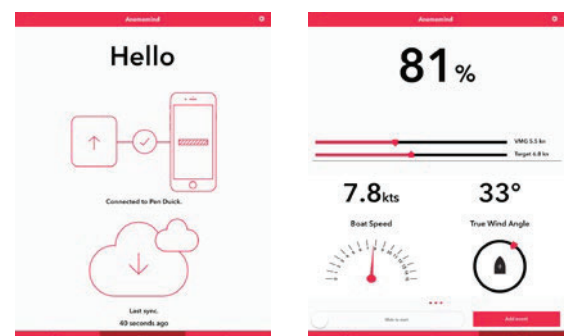 Anemomind
Hello
Connected to Pen Duick.
Last sync.
40 seconds ago
Anemomind
81%
VMG 5.5 kn
Target 6.8 kn
7.8kts
33°
Boat Speed
True Wind Angle
Add event